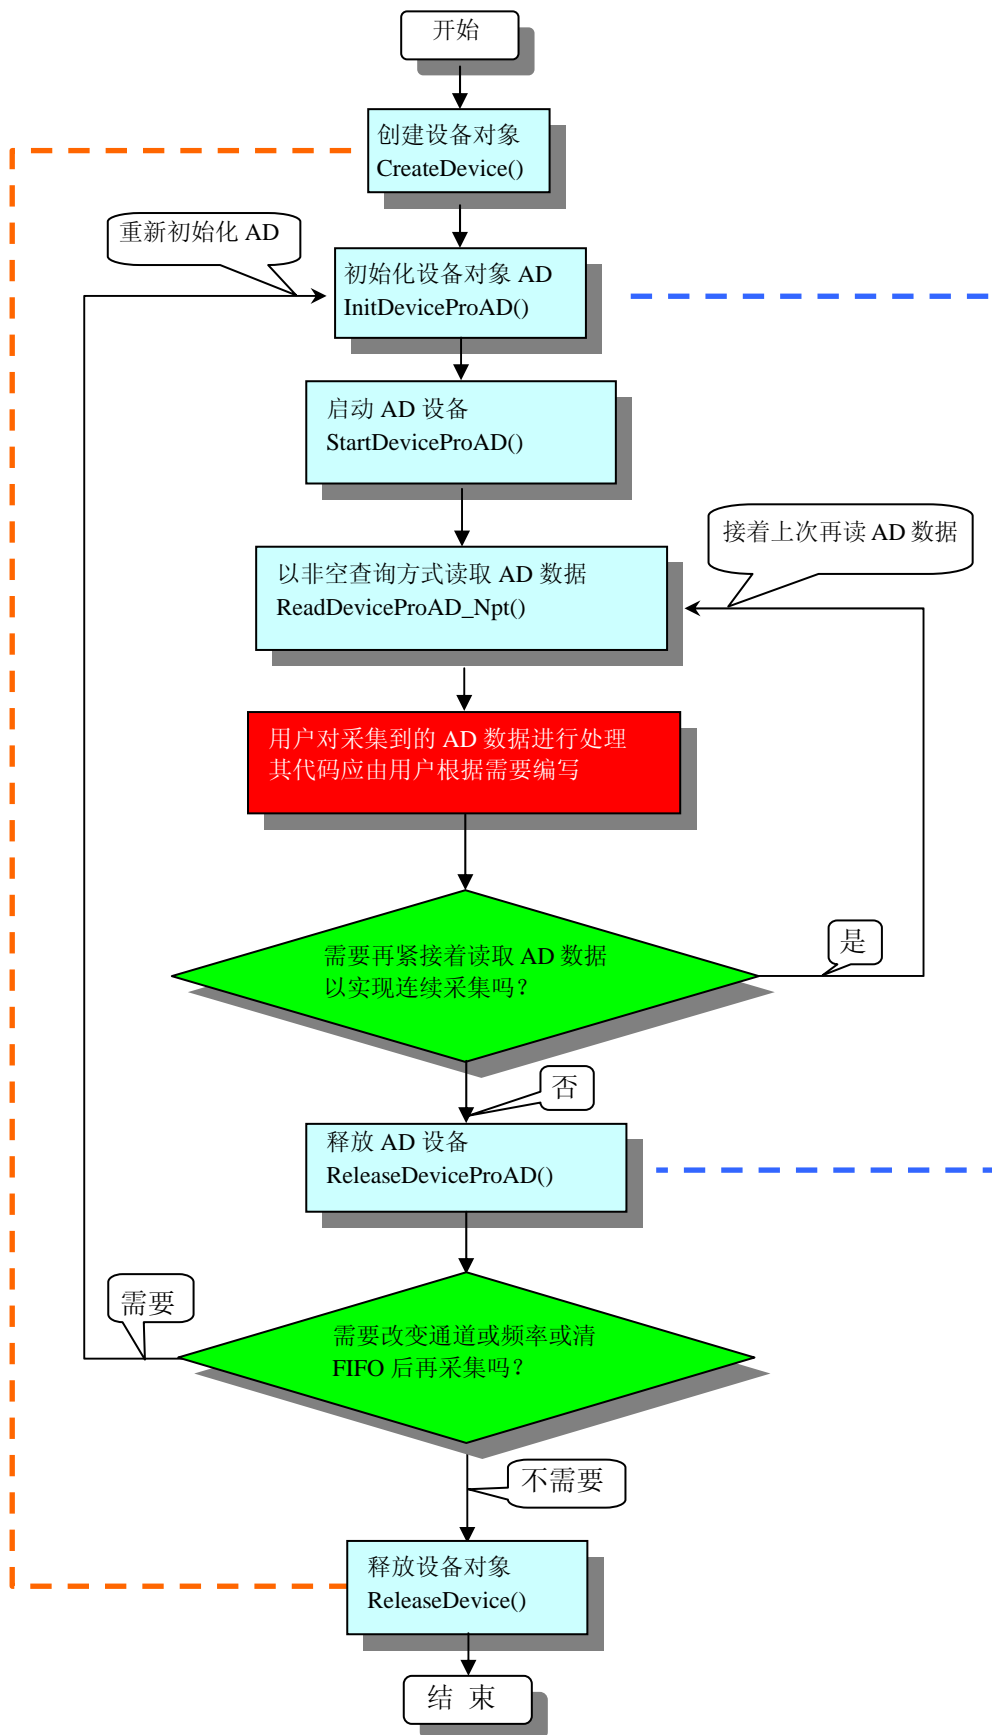 开始
创建设备对象
CreateDevice()
重新初始化 AD
初始化设备对象 AD
InitDeviceProAD()
启动 AD 设备
StartDeviceProAD()
接着上次再读 AD 数据
以非空查询方式读取 AD 数据
ReadDeviceProAD_Npt()
用户对采集到的 AD 数据进行处理
其代码应由用户根据需要编写
是
需要再紧接着读取 AD 数据
以实现连续采集吗？
否
释放 AD 设备
ReleaseDeviceProAD()
需要
需要改变通道或频率或清
FIFO 后再采集吗？
不需要
释放设备对象
ReleaseDevice()
结 束